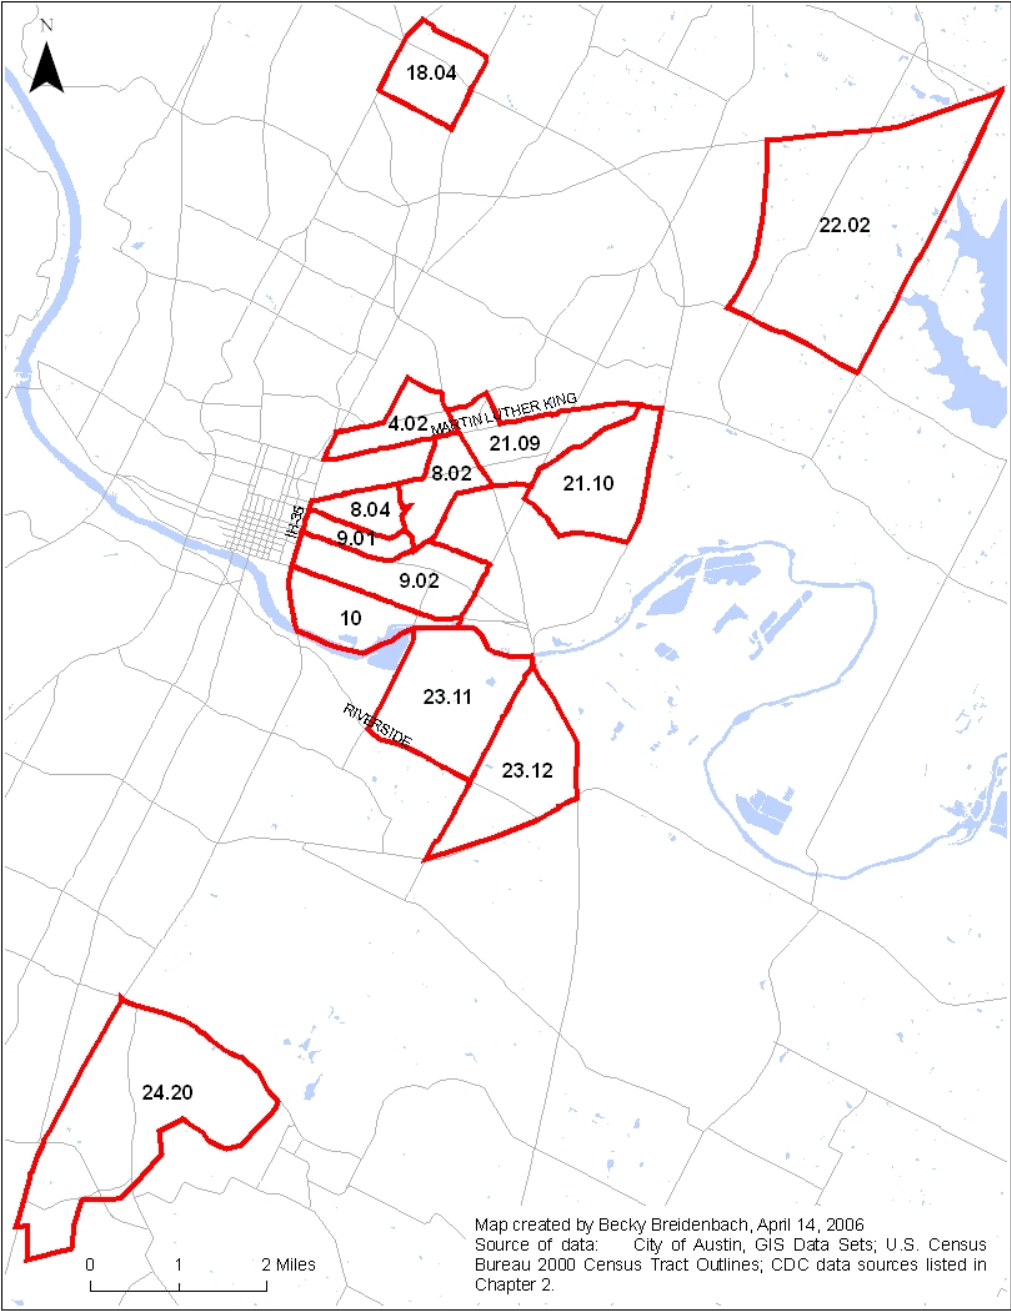 N
18.04
22.02
4.02
MARTIN LUTHER KING
21.09
8.02
21.10
8.04
IH-35
9.01
9.02
10
23.11
RIVERSIDE
23.12
24.20
Map created by Becky Breidenbach, April 14, 2006
Source of data: City of Austin, GIS Data Sets; U.S. Census
Bureau 2000 Census Tract Outlines; CDC data sources listed in
Chapter 2.
0 1 2 Miles